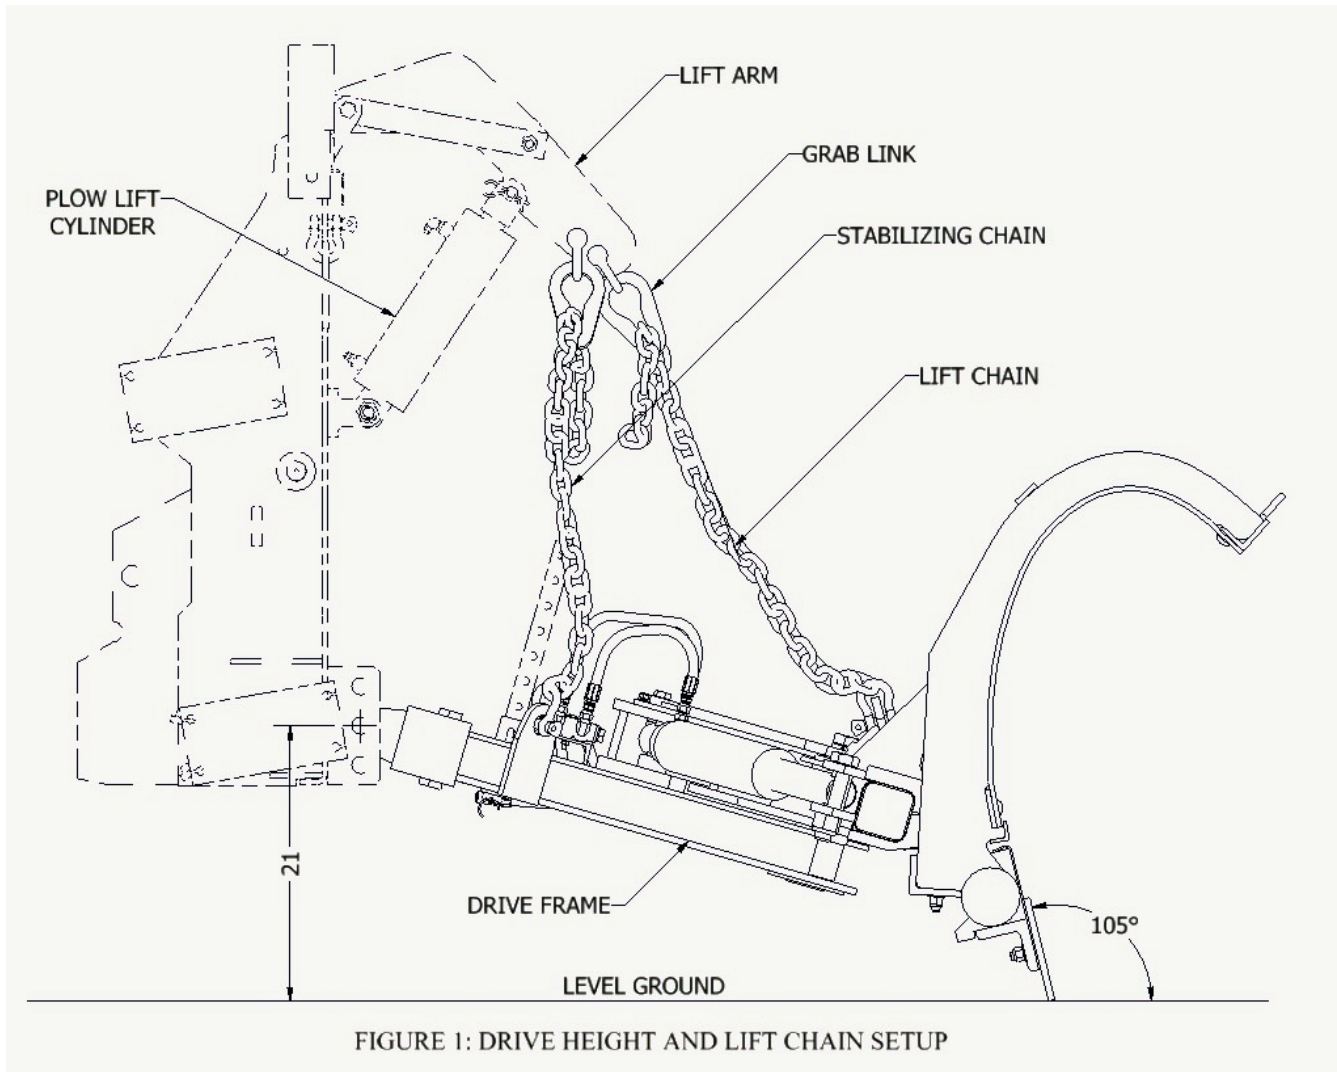 LIFT ARM
GRAB LINK
PLOW LIFT
CYLINDER
STABILIZING CHAIN
LIFT CHAIN
21
DRIVE FRAME
105°
LEVEL GROUND
FIGURE 1: DRIVE HEIGHT AND LIFT CHAIN SETUP